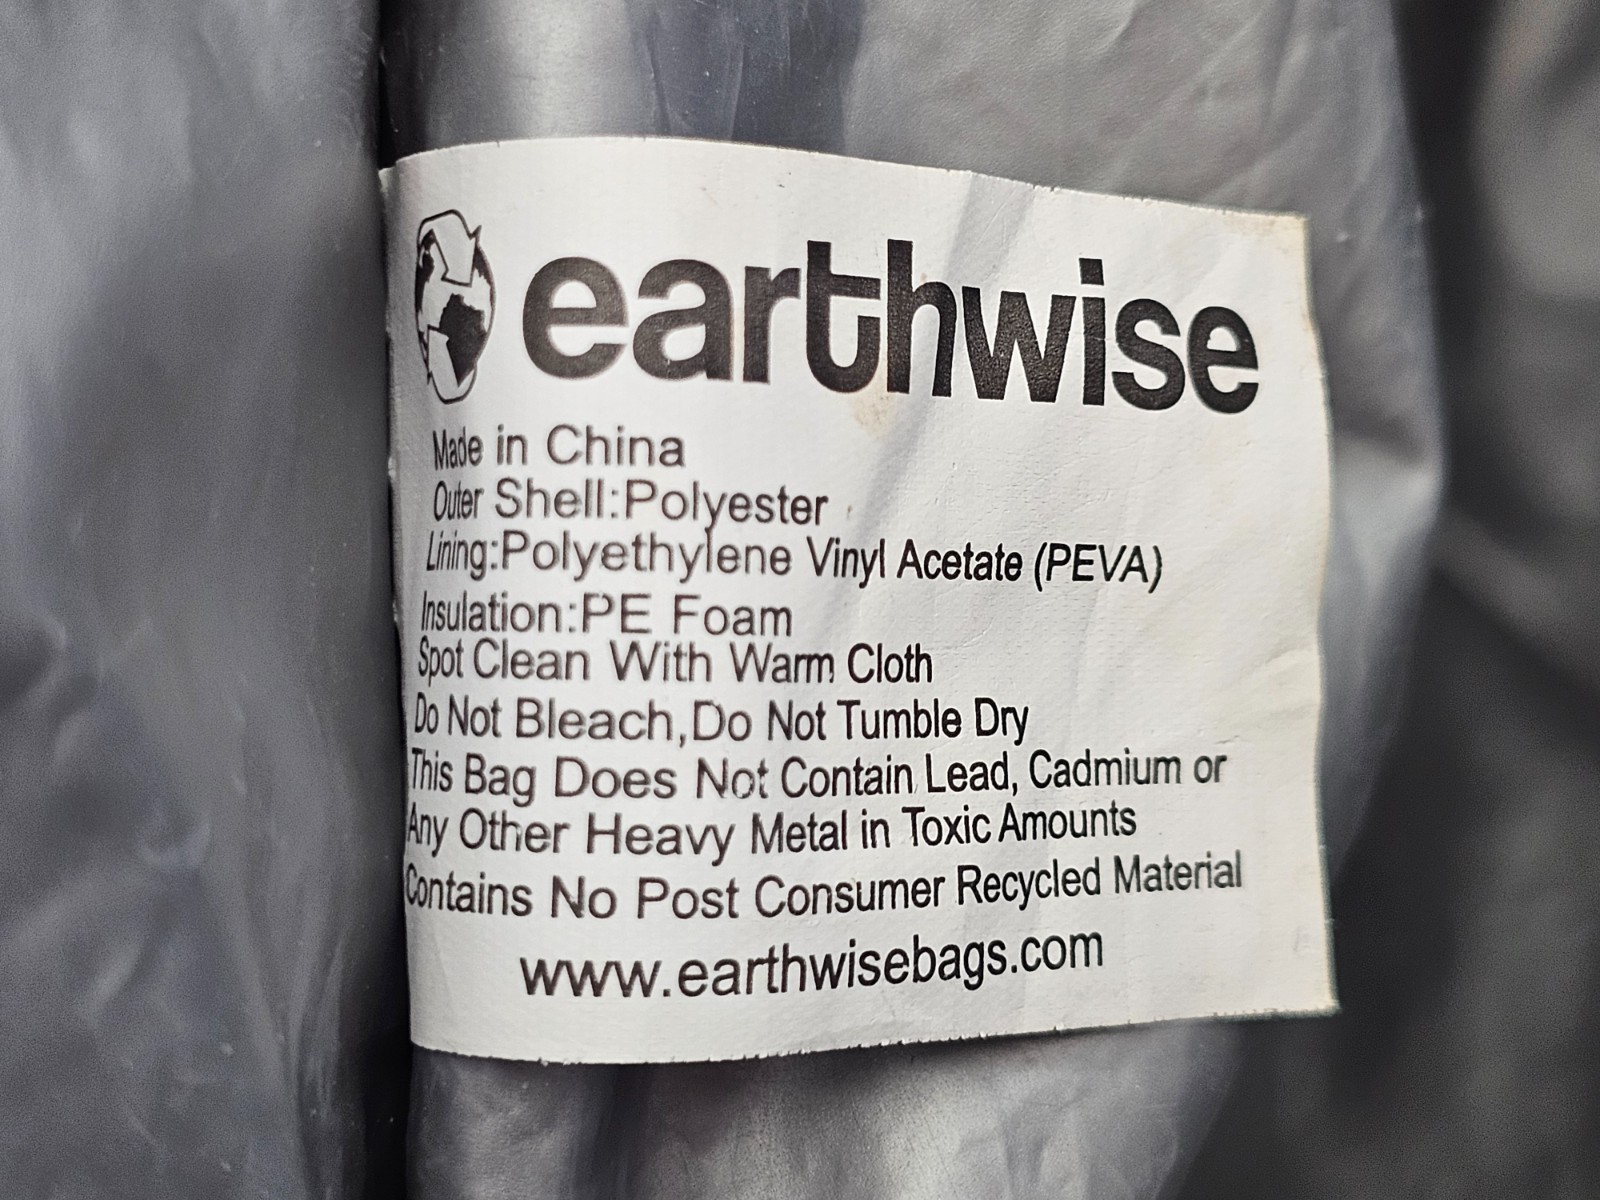 earthwise
Made in China
Outer Shell:Polyester
Lining:Polyethylene Vinyl Acetate (PEVA)
Insulation:PE Foam
Spot Clean With Warm Cloth
Do Not Bleach,Do Not Tumble Dry
This Bag Does Not Contain Lead, Cadmium or
Any Other Heavy Metal in Toxic Amounts
Contains No Post Consumer Recycled Material
www.earthwisebags.com